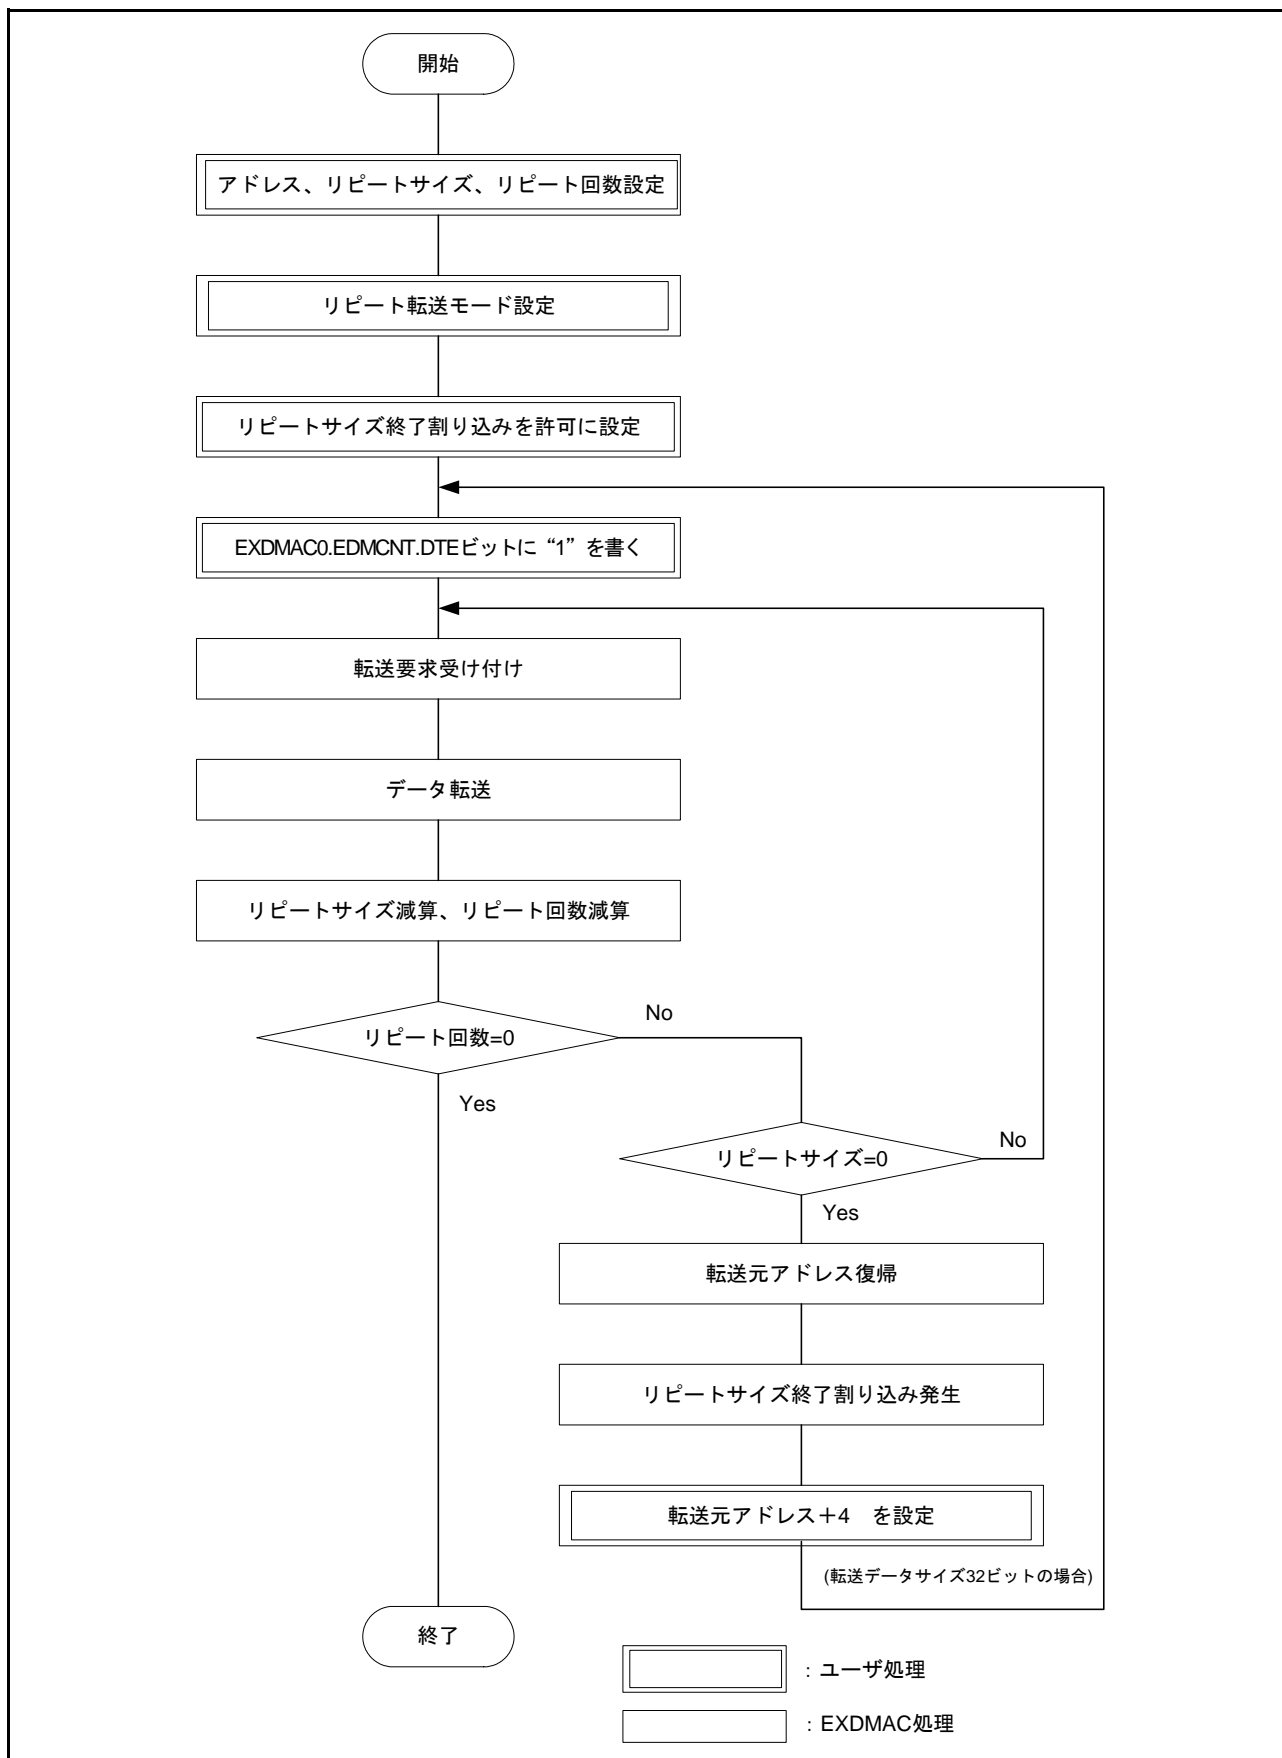 開始
アドレス、リピートサイズ、リピート回数設定
リピート転送モード設定
リピートサイズ終了割り込みを許可に設定
EXDMAC0.EDMCNT.DTEビットに“1”を書く
転送要求受け付け
データ転送
リピートサイズ減算、リピート回数減算
リピート回数=0
No
Yes
リピートサイズ=0
No
Yes
転送元アドレス復帰
リピートサイズ終了割り込み発生
転送元アドレス＋4　を設定
(転送データサイズ32ビットの場合)
終了
：ユーザ処理
：EXDMAC処理